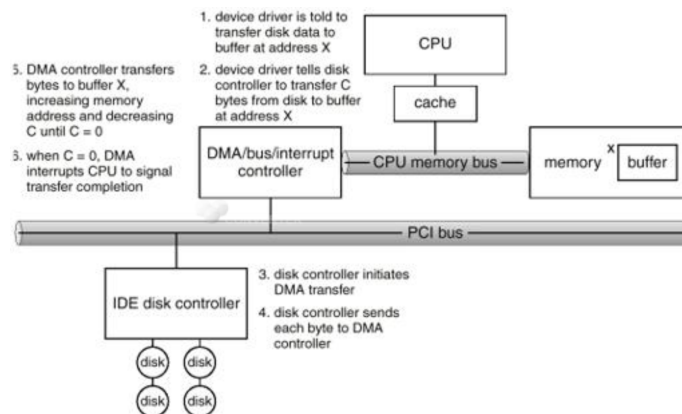 1. device driver is told to
transfer disk data to
buffer at address X
2. device driver tells disk
controller to transfer C
bytes from disk to buffer
at address X
5. DMA controller transfers
bytes to buffer X,
increasing memory
address and decreasing
C until C = 0
6. when C = 0, DMA
interrupts CPU to signal
transfer completion
CPU
cache
DMA/bus/interrupt
controller
CPU memory bus
memory
x
buffer
PCI bus
IDE disk controller
3. disk controller initiates
DMA transfer
4. disk controller sends
each byte to DMA
controller
disk disk
disk disk